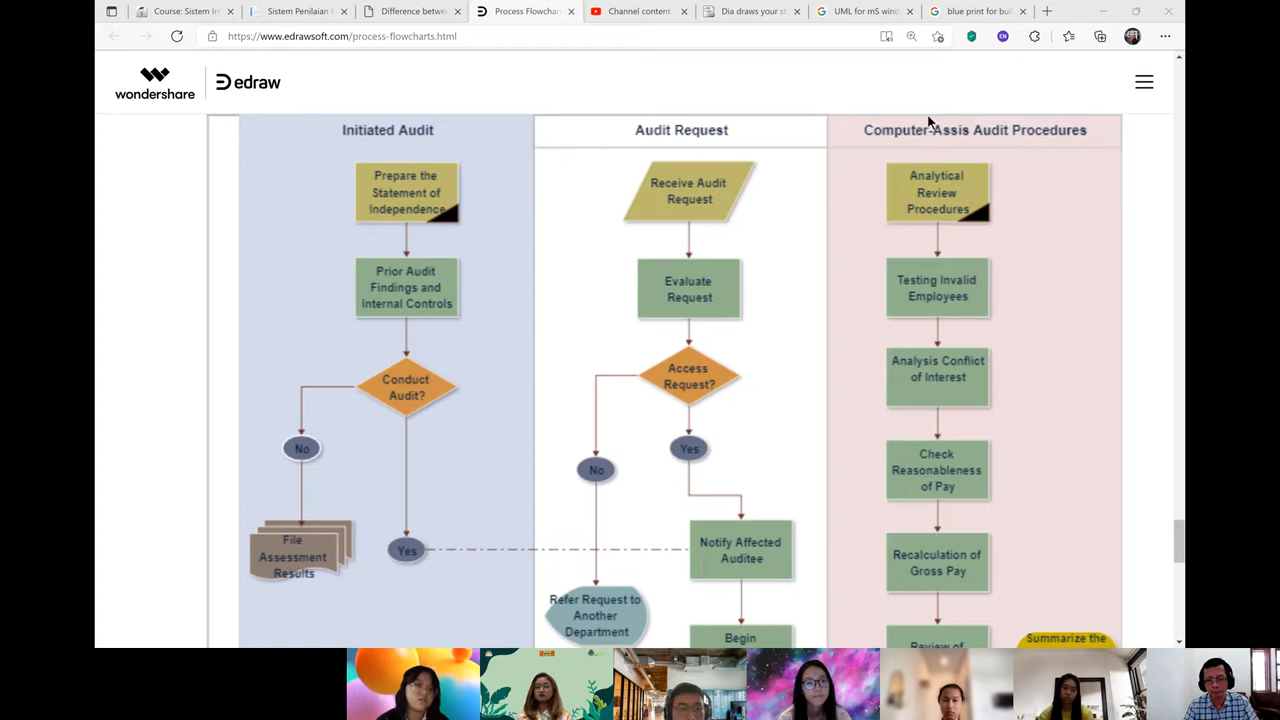 Course: Sistem In
Sistem Penilaian
Difference betwe
Process Flowchar
Channel content
Dia draws your s
UML for mS win
blue print for bui
https://www.edrawsoft.com/process-flowcharts.html
EN
wondershare
edraw
Initiated Audit
Audit Request
Computer-Assis Audit Procedures
Prepare the
Statement of
Independence
Receive Audit
Request
Analytical
Review
Procedures
Prior Audit
Findings and
Internal Controls
Evaluate
Request
Testing Invalid
Employees
Conduct
Audit?
Access
Request?
Analysis Conflict
of Interest
No
No
Yes
Check
Reasonableness
of Pay
File
Assessment
Results
Yes
Notify Affected
Auditee
Recalculation of
Gross Pay
Refer Request to
Another
Department
Begin
Review of
Summarize the